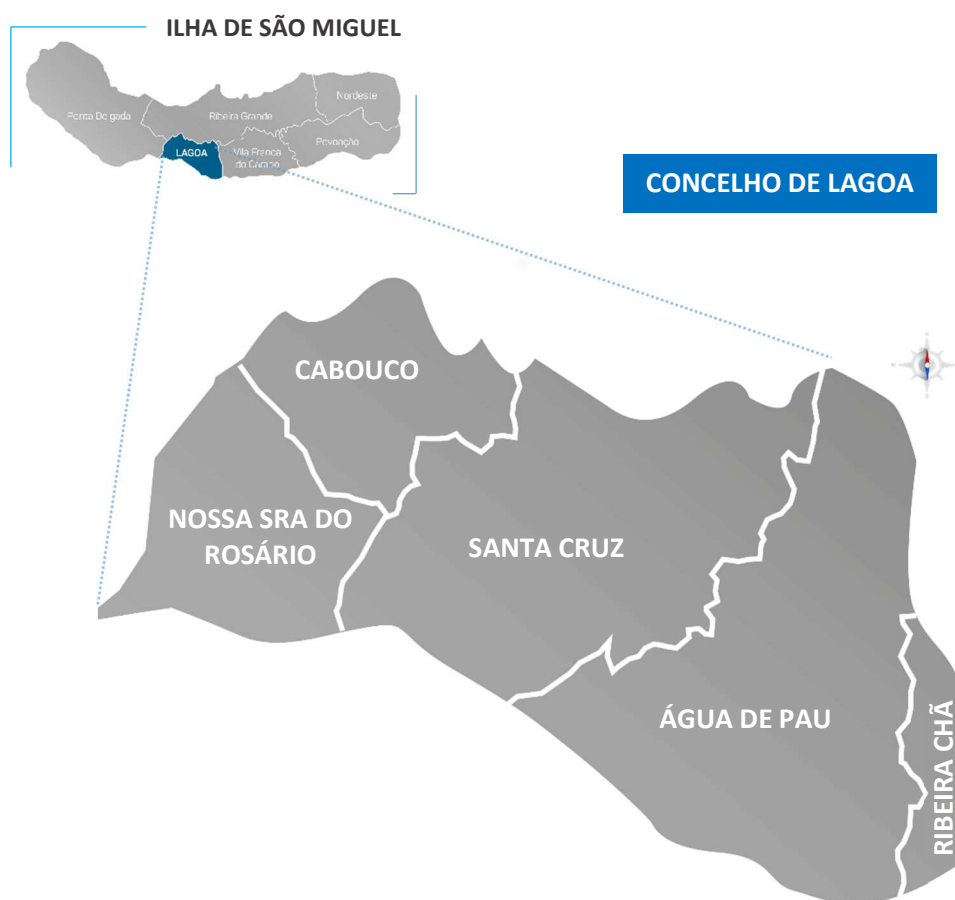 ILHA DE SÃO MIGUEL
Nordeste
Ponta Delgada
Ribeira Grande
Povoação
LAGOA
Vila Franca
do Campo
CONCELHO DE LAGOA
CABOUCO
NOSSA SRA DO
ROSÁRIO
SANTA CRUZ
ÁGUA DE PAU
RIBEIRA CHÃ